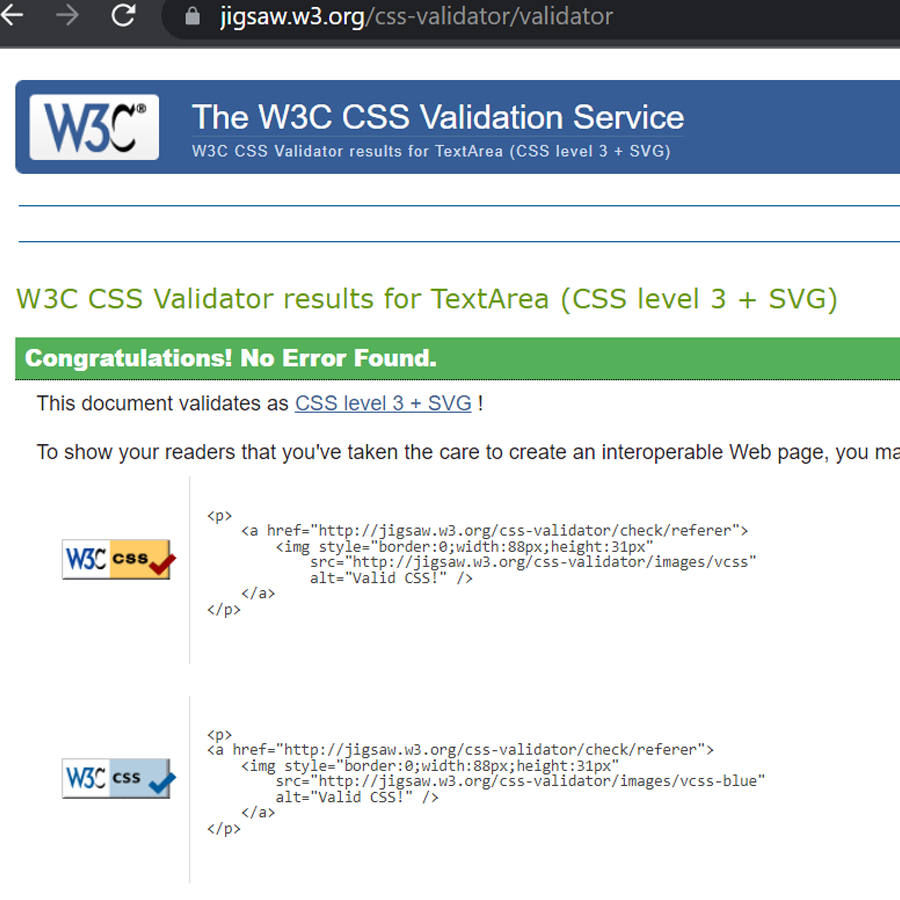 jigsaw.w3.org/css-validator/validator
W3C®
The W3C CSS Validation Service
W3C CSS Validator results for TextArea (CSS level 3 + SVG)
W3C CSS Validator results for TextArea (CSS level 3 + SVG)
Congratulations! No Error Found.
This document validates as CSS level 3 + SVG !
To show your readers that you've taken the care to create an interoperable Web page, you ma
<p>
<a href="http://jigsaw.w3.org/css-validator/check/referer">
<img style="border:0;width:88px;height:31px"
src="http://jigsaw.w3.org/css-validator/images/vcss"
alt="Valid CSS!" />
</a>
</p>
W3C css
<p>
<a href="http://jigsaw.w3.org/css-validator/check/referer">
<img style="border:0;width:88px;height:31px"
src="http://jigsaw.w3.org/css-validator/images/vcss-blue"
alt="Valid CSS!" />
</a>
</p>
W3C css